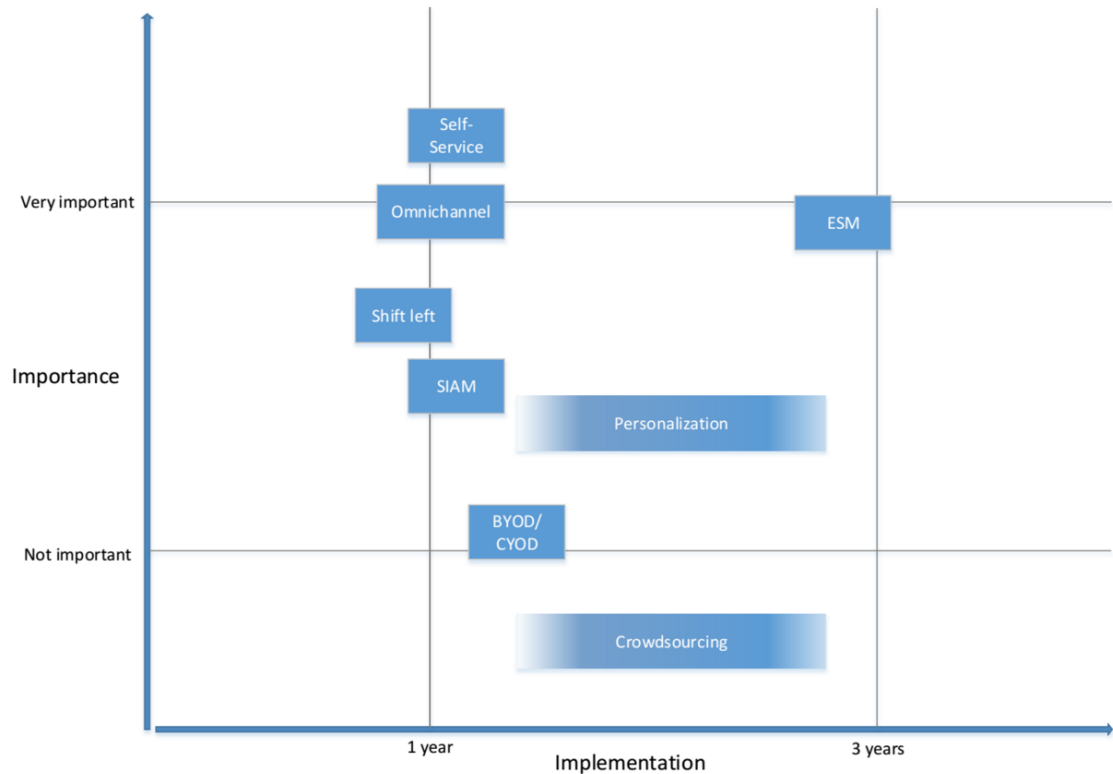 Self-
Service
Very important
Omnichannel
ESM
Shift left
Importance
SIAM
Personalization
BYOD/
CYOD
Not important
Crowdsourcing
1 year
3 years
Implementation